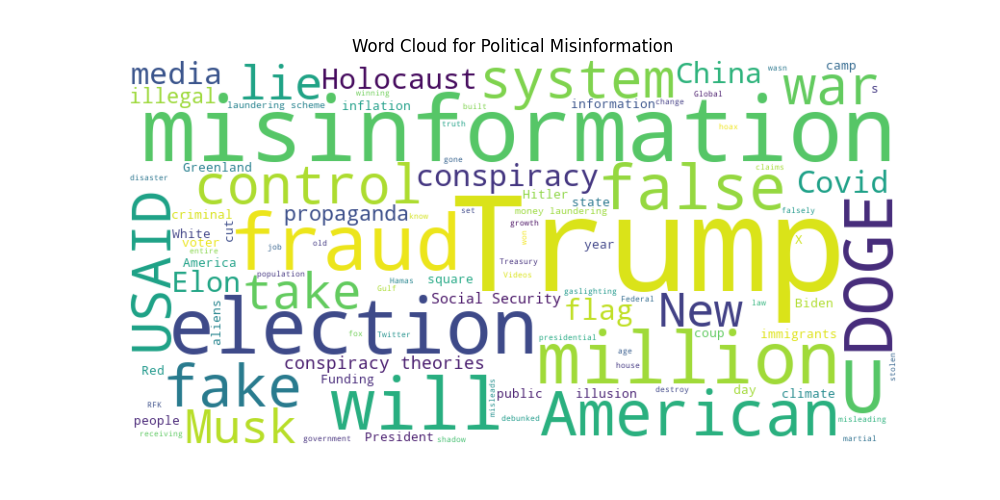 Word Cloud for Political Misinformation
media lie Holocaust system China wasn camp
illegal laundering scheme winning inflation built information change Global war s
misinformation
truth hoax
disaster Greenland gone conspiracy false claims Covid
control Hitler state
USAID criminal propaganda know set money laundering falsely DOGE
White cut fraud Trump growth won year X
voter entire job old
America population Hamas Treasury Videos
Elon take Gulf square gaslighting Federal law Biden
aliens election Social Security flag New coup immigrants
fox Twitter presidential million
Red conspiracy theories age house stolen
fake Funding Will misleads public illusion destroy day climate U
RFK people Musk debunked American misleading
receiving government President shadow martial